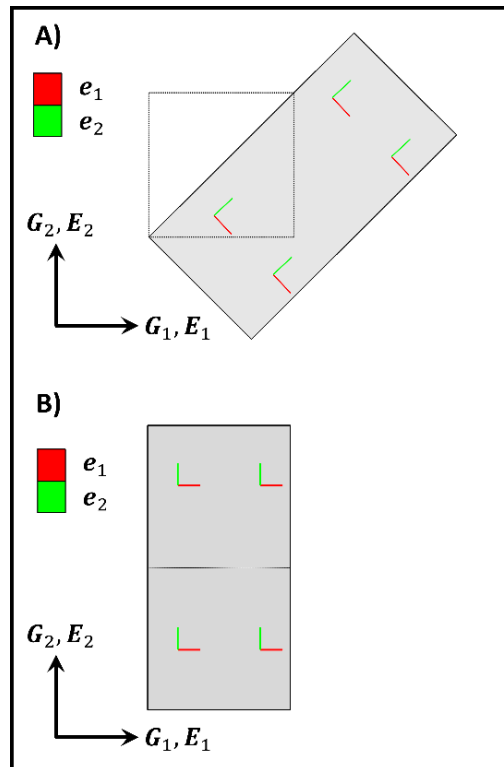 A)
e₁
e₂
G₂, E₂
G₁, E₁
B)
e₁
e₂
G₂, E₂
G₁, E₁